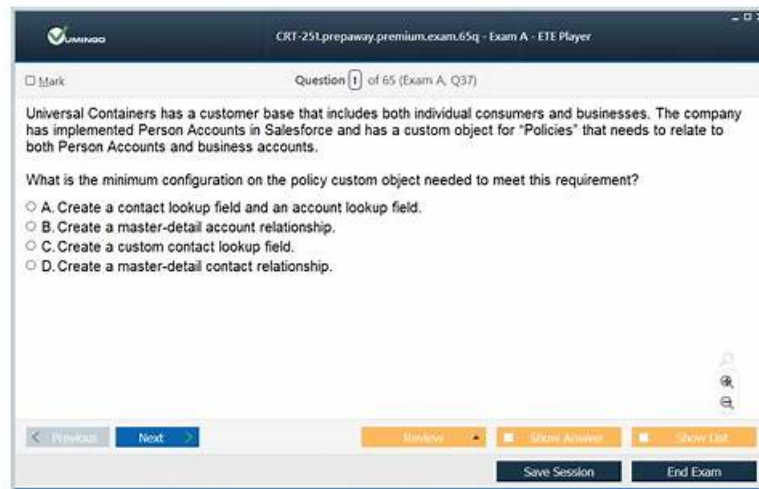 VUMINGO
CRT-251.prepaway.premium.exam.65q - Exam A - ETE Player
Mark
Question 1 of 65 (Exam A, Q37)
Universal Containers has a customer base that includes both individual consumers and businesses. The company
has implemented Person Accounts in Salesforce and has a custom object for "Policies" that needs to relate to
both Person Accounts and business accounts.
What is the minimum configuration on the policy custom object needed to meet this requirement?
A. Create a contact lookup field and an account lookup field.
B. Create a master-detail account relationship.
C. Create a custom contact lookup field.
D. Create a master-detail contact relationship.
< Previous
Next >
Review
Show Answer
Show List
Save Session
End Exam